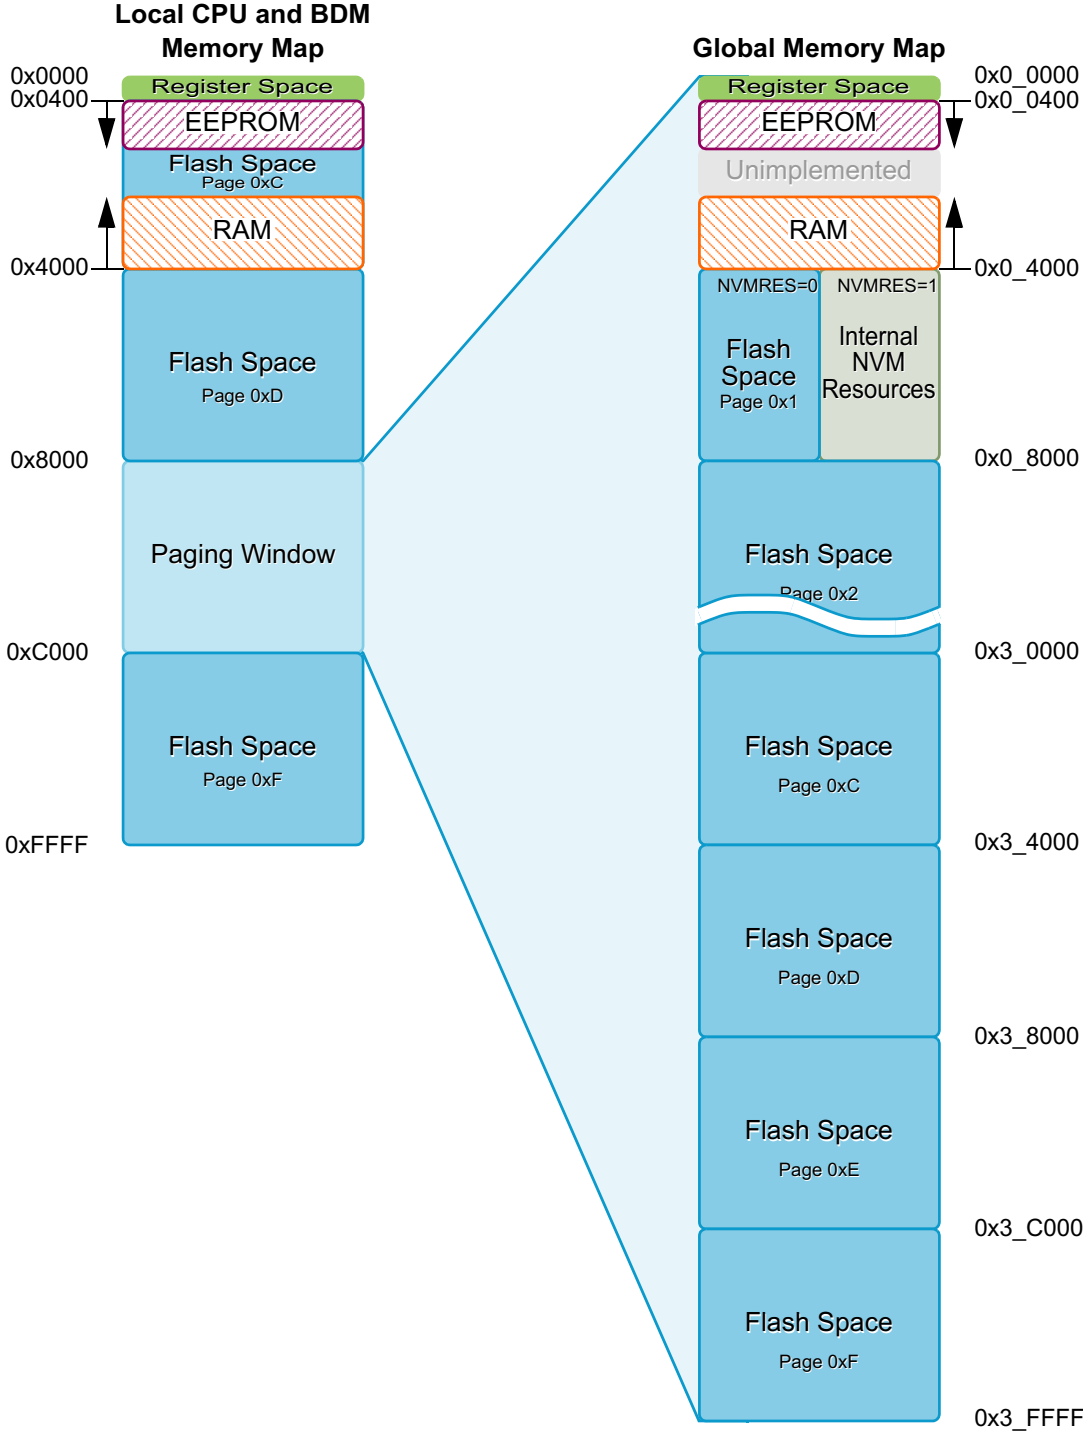 Local CPU and BDM
Memory Map
0x0000
0x0400
Register Space
EEPROM
Flash Space
Page 0xC
RAM
0x4000
Flash Space
Page 0xD
0x8000
Paging Window
0xC000
Flash Space
Page 0xF
0xFFFF
Global Memory Map
Register Space
0x0_0000
0x0_0400
EEPROM
Unimplemented
RAM
0x0_4000
NVMRES=0
Flash
Space
Page 0x1
NVMRES=1
Internal
NVM
Resources
0x0_8000
Flash Space
Page 0x2
0x3_0000
Flash Space
Page 0xC
0x3_4000
Flash Space
Page 0xD
0x3_8000
Flash Space
Page 0xE
0x3_C000
Flash Space
Page 0xF
0x3_FFFF